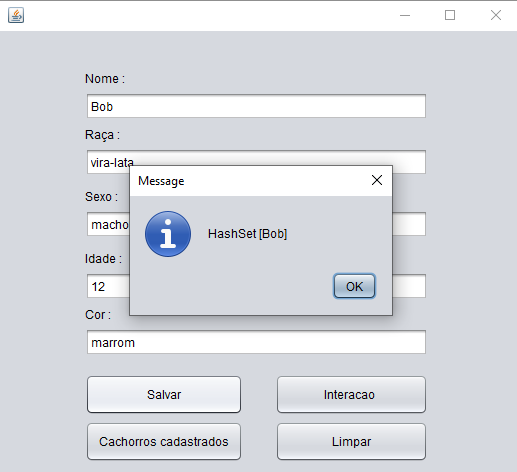 Nome :
Bob
Raça :
vira-lata
Message
Sexo :
macho
HashSet [Bob]
Idade :
12
OK
Cor :
marrom
Salvar
Interacao
Cachorros cadastrados
Limpar